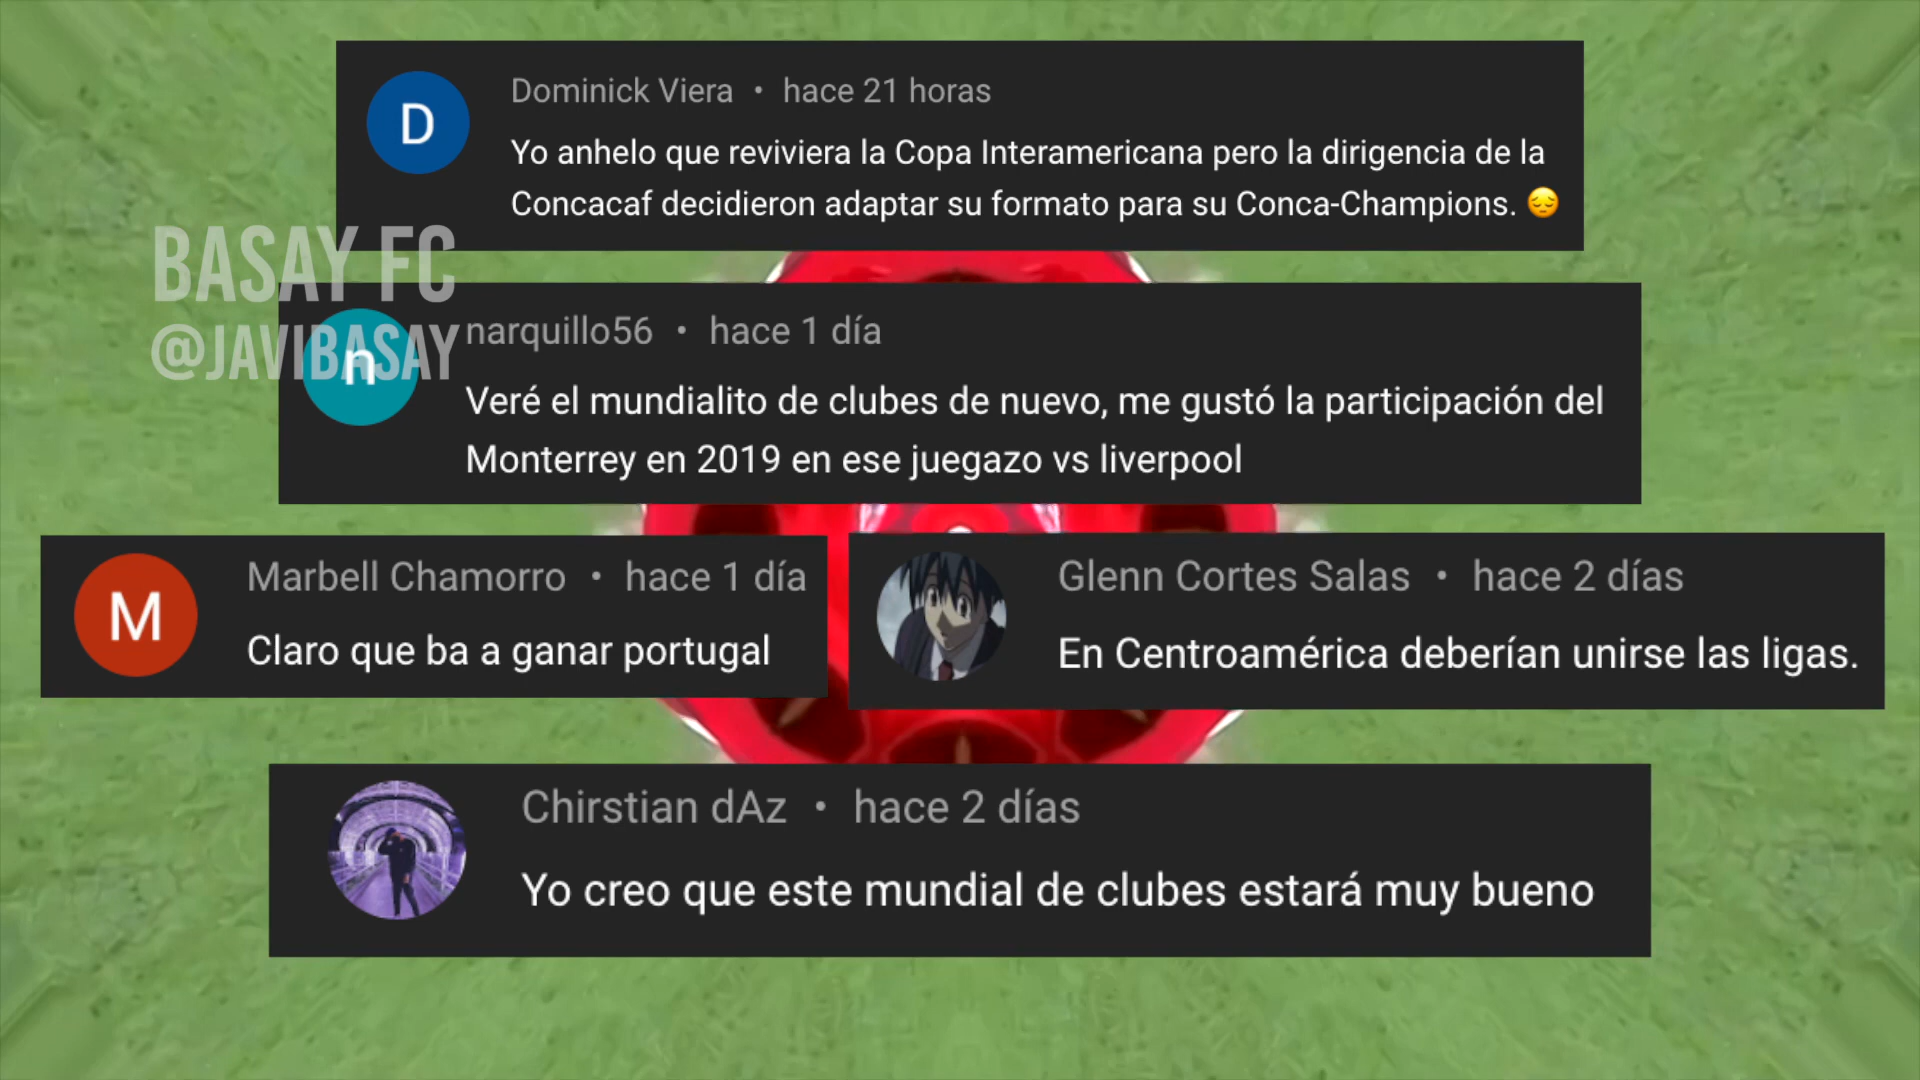 D
Dominick Viera • hace 21 horas
Yo anhelo que reviviera la Copa Interamericana pero la dirigencia de la
Concacaf decidieron adaptar su formato para su Conca-Champions. 😔
BASAY FC
@JAVIBASAY
n
narquillo56 • hace 1 día
Veré el mundialito de clubes de nuevo, me gustó la participación del
Monterrey en 2019 en ese juegazo vs liverpool
M
Marbell Chamorro • hace 1 día
Claro que ba a ganar portugal
Glenn Cortes Salas • hace 2 días
En Centroamérica deberían unirse las ligas.
Chirstian dAz • hace 2 días
Yo creo que este mundial de clubes estará muy bueno